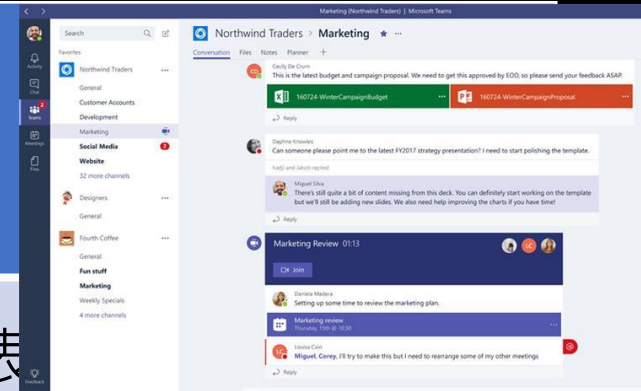 Marketing (Northwind Traders) | Microsoft Teams
Search
Northwind Traders > Marketing
Activity
Chat
Teams
Meetings
Files
Feedback
Favorites
Northwind Traders
General
Customer Accounts
Development
Marketing
Social Media 2
Website
32 more channels
Designers
General
Fourth Coffee
General
Fun stuff
Marketing
Weekly Specials
4 more channels
Conversation Files Notes Planner +
Cecily De Crum
This is the latest budget and campaign proposal. We need to get this approved by EOD, so please send your feedback ASAP.
160724-WinterCampaignBudget
160724-WinterCampaignProposal
Reply
Daphne Knowles
Can someone please point me to the latest FY2017 strategy presentation? I need to start polishing the template.
Kadji and Jakob replied
Miguel Silva
There's still quite a bit of content missing from this deck. You can definitely start working on the template
but we'll still be adding new slides. We also need help improving the charts if you have time!
Reply
Marketing Review 01:13
LC
Join
Daniela Madera
Setting up some time to review the marketing plan.
Marketing review
Thursday 15th @ 10:30
LC
Louisa Cain
Miguel, Corey, I'll try to make this but I need to rearrange some of my other meetings
Reply